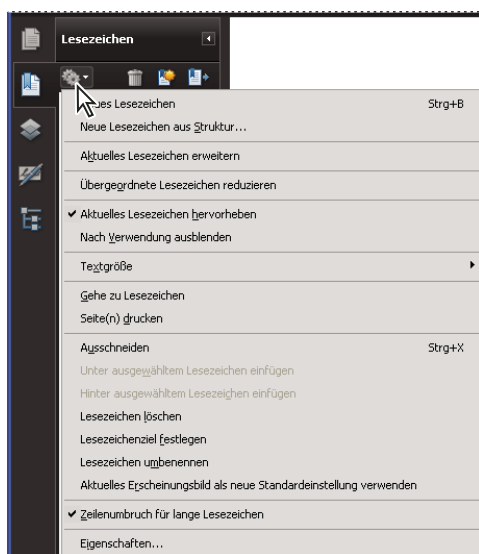 Lesezeichen
ues Lesezeichen Strg+B
Neue Lesezeichen aus Struktur...
Aktuelles Lesezeichen erweitern
Übergeordnete Lesezeichen reduzieren
Aktuelles Lesezeichen hervorheben
Nach Verwendung ausblenden
Textgröße
Gehe zu Lesezeichen
Seite(n) drucken
Ausschneiden Strg+X
Unter ausgewähltem Lesezeichen einfügen
Hinter ausgewähltem Lesezeichen einfügen
Lesezeichen löschen
Lesezeichenziel festlegen
Lesezeichen umbenennen
Aktuelles Erscheinungsbild als neue Standardeinstellung verwenden
Zeilenumbruch für lange Lesezeichen
Eigenschaften...